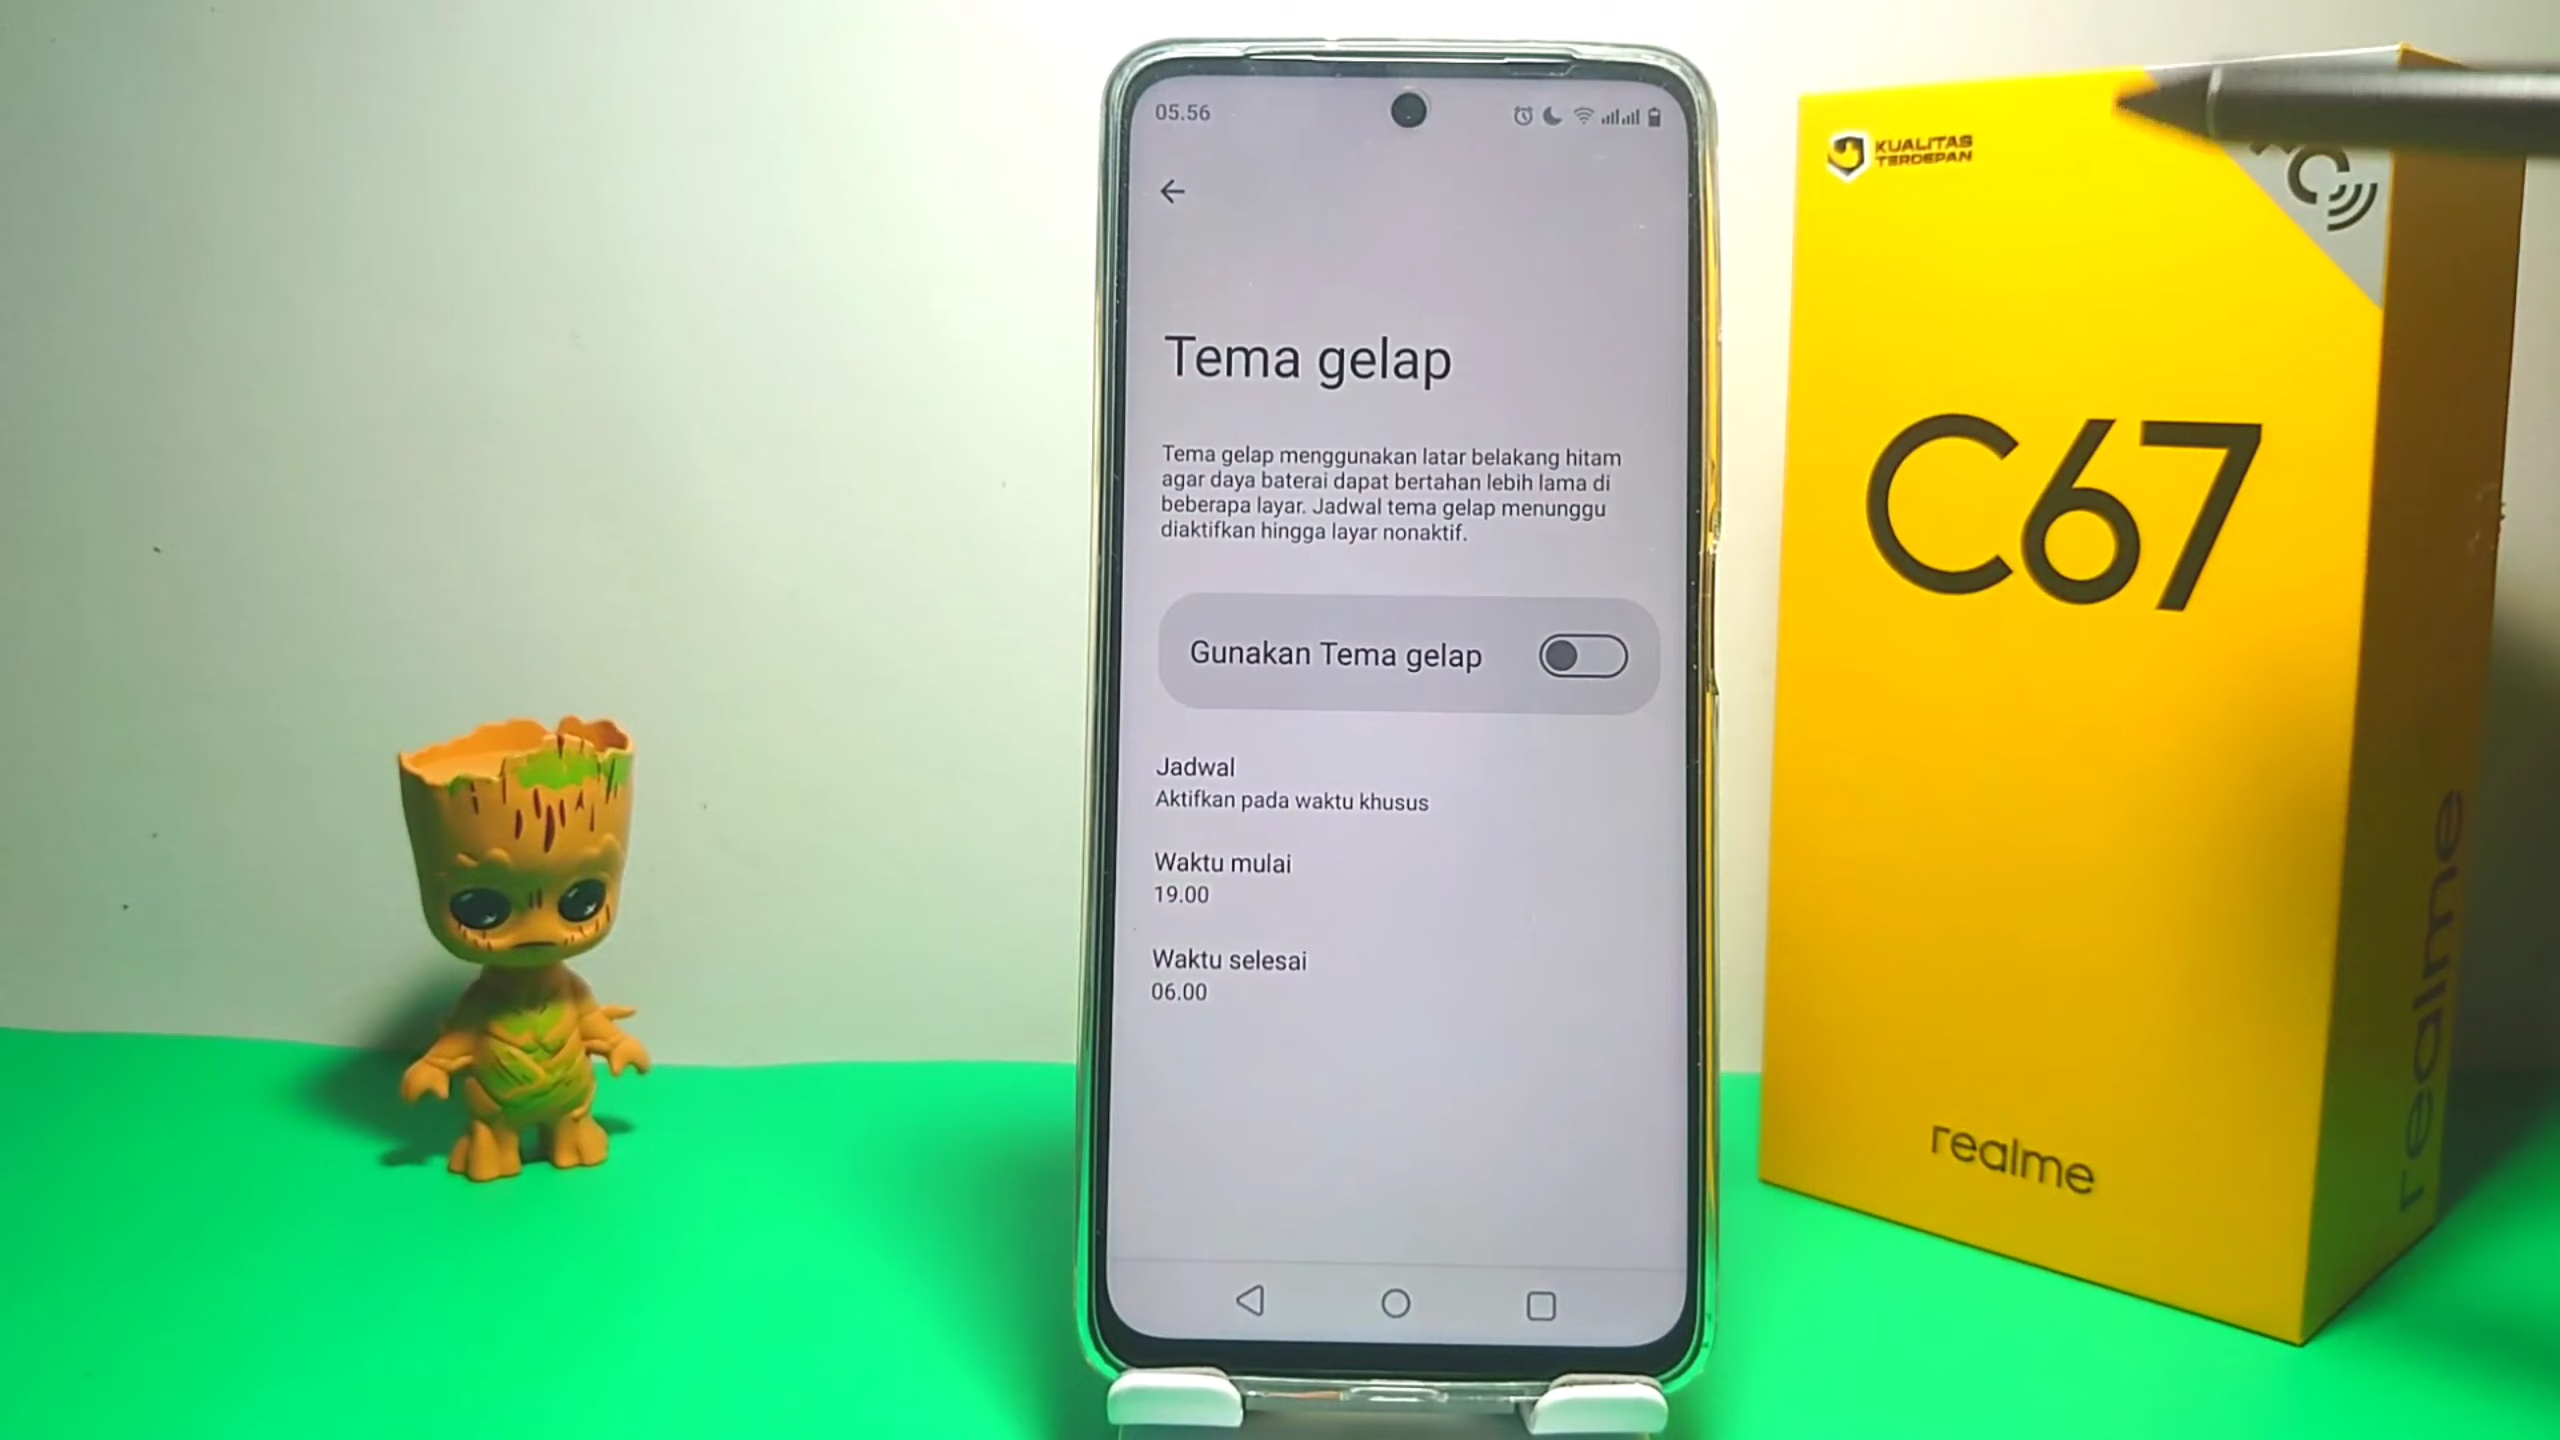 05.56
Tema gelap
Tema gelap menggunakan latar belakang hitam
agar daya baterai dapat bertahan lebih lama di
beberapa layar. Jadwal tema gelap menunggu
diaktifkan hingga layar nonaktif.
Gunakan Tema gelap
Jadwal
Aktifkan pada waktu khusus
Waktu mulai
19.00
Waktu selesai
06.00
KUALITAS
TERDEPAN
C67
realme
realme